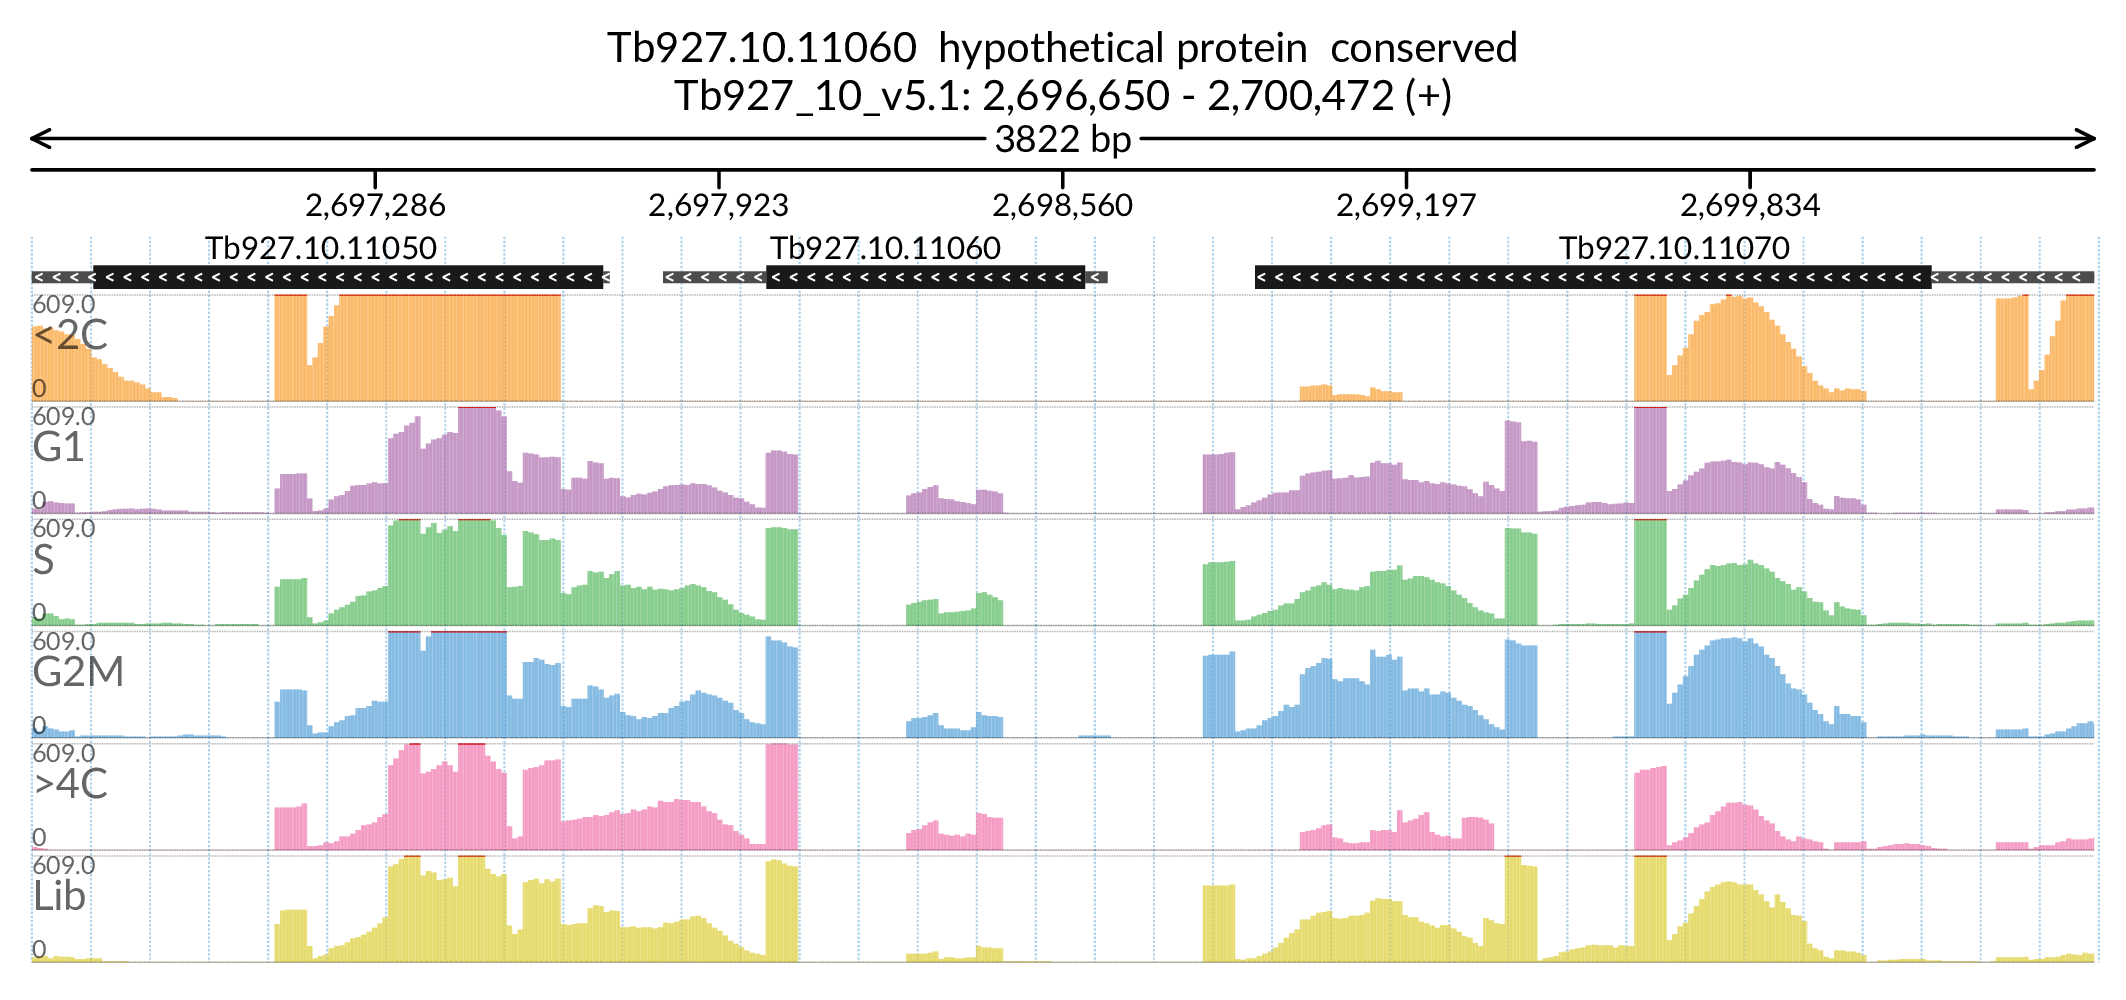 Tb927.10.11060 hypothetical protein conserved
Tb927_10_v5.1: 2,696,650 - 2,700,472 (+)
3822 bp
2,697,286 2,697,923 2,698,560 2,699,197 2,699,834
Tb927.10.11050 Tb927.10.11060 Tb927.10.11070
609.0
<2C
0
609.0
G1
0
609.0
S
0
609.0
G2M
0
609.0
>4C
0
609.0
Lib
0